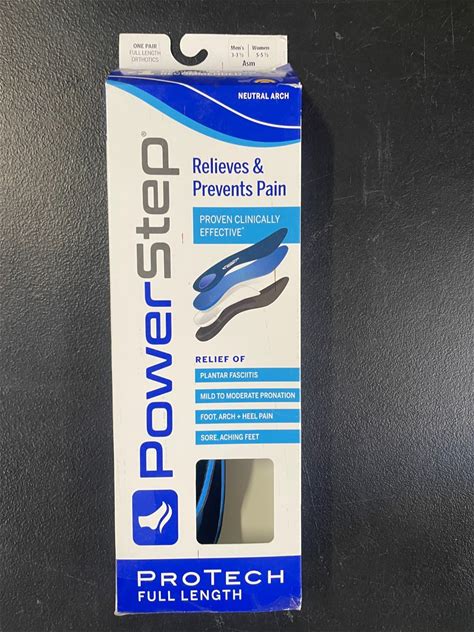 ONE PAIR
FULL LENGTH
ORTHOTICS
Men's
3-3 ½
Women
5-5 ½
Asm
NEUTRAL ARCH
PowerStep®
Relieves &
Prevents Pain
PROVEN CLINICALLY
EFFECTIVE*
RELIEF OF
PLANTAR FASCIITIS
MILD TO MODERATE PRONATION
FOOT, ARCH + HEEL PAIN
SORE, ACHING FEET
PROTECH
FULL LENGTH